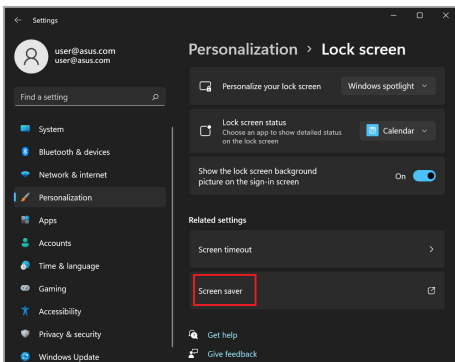 Settings
user@asus.com
user@asus.com
Find a setting
System
Bluetooth & devices
Network & internet
Personalization
Apps
Accounts
Time & language
Gaming
Accessibility
Privacy & security
Windows Update
Personalization > Lock screen
Personalize your lock screen
Windows spotlight
Lock screen status
Choose an app to show detailed status
on the lock screen
Calendar
Show the lock screen background
picture on the sign-in screen
On
Related settings
Screen timeout
Screen saver
Get help
Give feedback